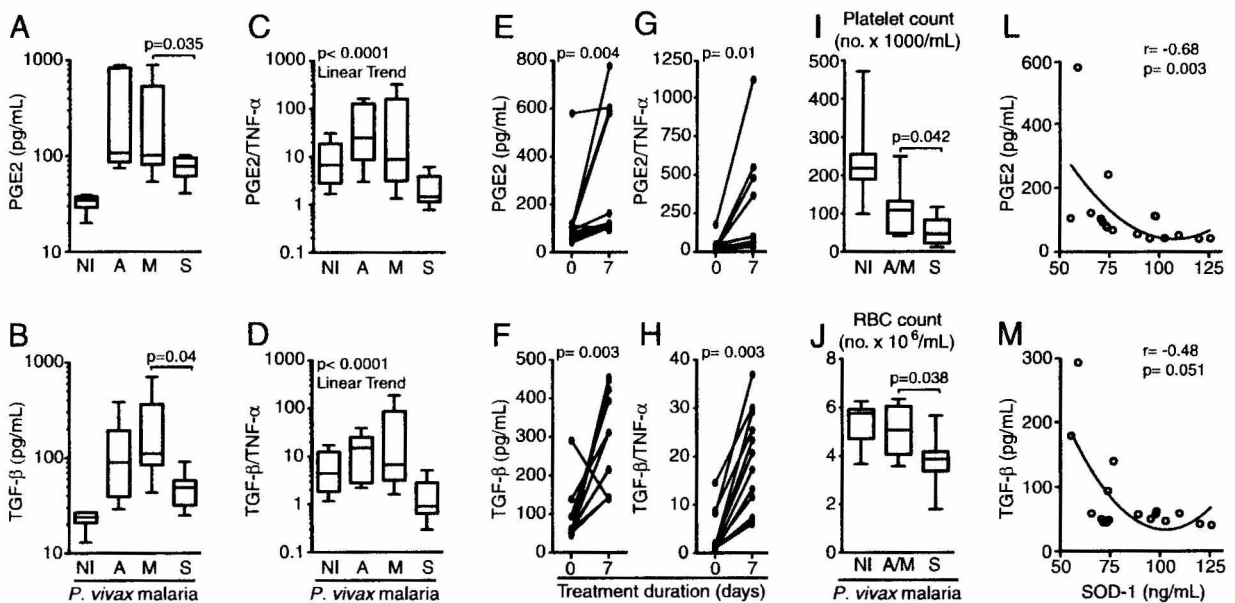 A
PGE2 (pg/mL)
1000
100
10
p=0.035
NI A M S
C
PGE2/TNF-α
p< 0.0001
Linear Trend
1000
100
10
1
0.1
NI A M S
E
PGE2 (pg/mL)
p= 0.004
800
600
400
200
0
0 7
G
PGE2/TNF-α
p= 0.01
1250
1000
750
500
250
0
0 7
I
Platelet count
(no. x 1000/mL)
500
400
300
200
100
0
p=0.042
NI A/M S
L
PGE2 (pg/mL)
r= -0.68
p= 0.003
800
600
400
200
0
50 75 100 125
B
TGF-β (pg/mL)
1000
100
10
p=0.04
NI A M S
P. vivax malaria
D
TGF-β/TNF-α
p< 0.0001
Linear Trend
1000
100
10
1
0.1
NI A M S
P. vivax malaria
F
TGF-β (pg/mL)
p= 0.003
500
400
300
200
100
0
0 7
H
TGF-β/TNF-α
p= 0.003
40
30
20
10
0
0 7
Treatment duration (days)
J
RBC count
(no. x 10⁶/mL)
8
6
4
2
0
p=0.038
NI A/M S
P. vivax malaria
M
TGF-β (pg/mL)
r= -0.48
p= 0.051
300
200
100
0
50 75 100 125
SOD-1 (ng/mL)